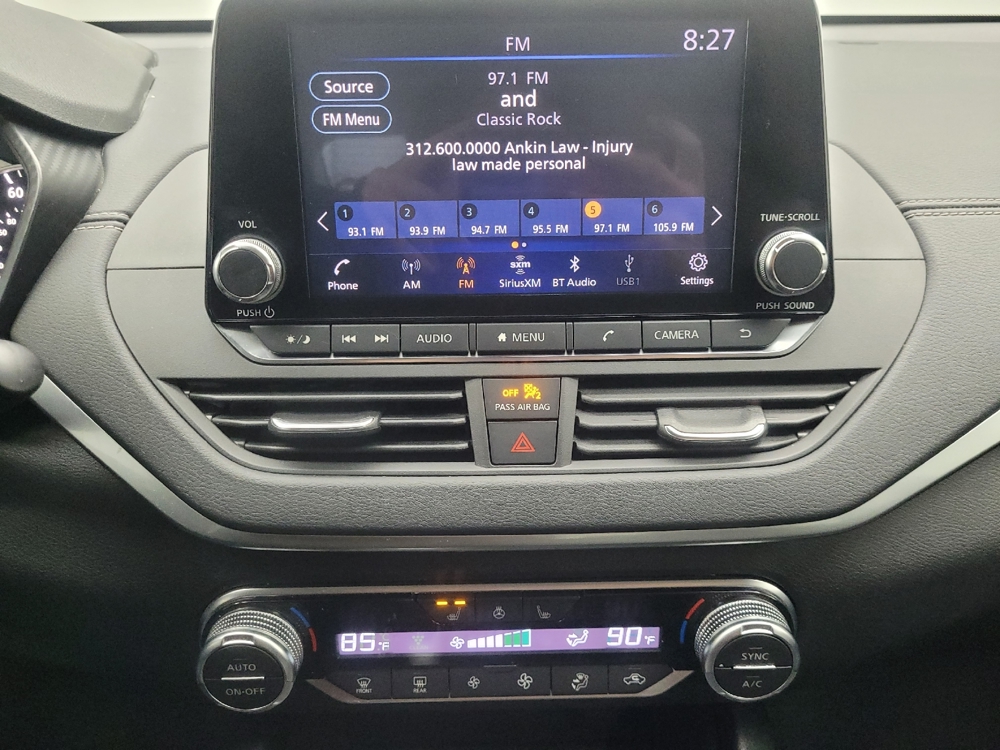 FM
8:27
Source
97.1 FM
and
FM Menu
Classic Rock
312.600.0000 Ankin Law - Injury
law made personal
1 2 3 4 5 6
93.1 FM 93.9 FM 94.7 FM 95.5 FM 97.1 FM 105.9 FM
VOL
TUNE·SCROLL
sxm
Phone AM FM SiriusXM BT Audio USB1 Settings
PUSH
PUSH SOUND
AUDIO MENU CAMERA
OFF 2
PASS AIR BAG
60
80
85°F
90°F
AUTO
ON·OFF
FRONT
REAR
SYNC
A/C